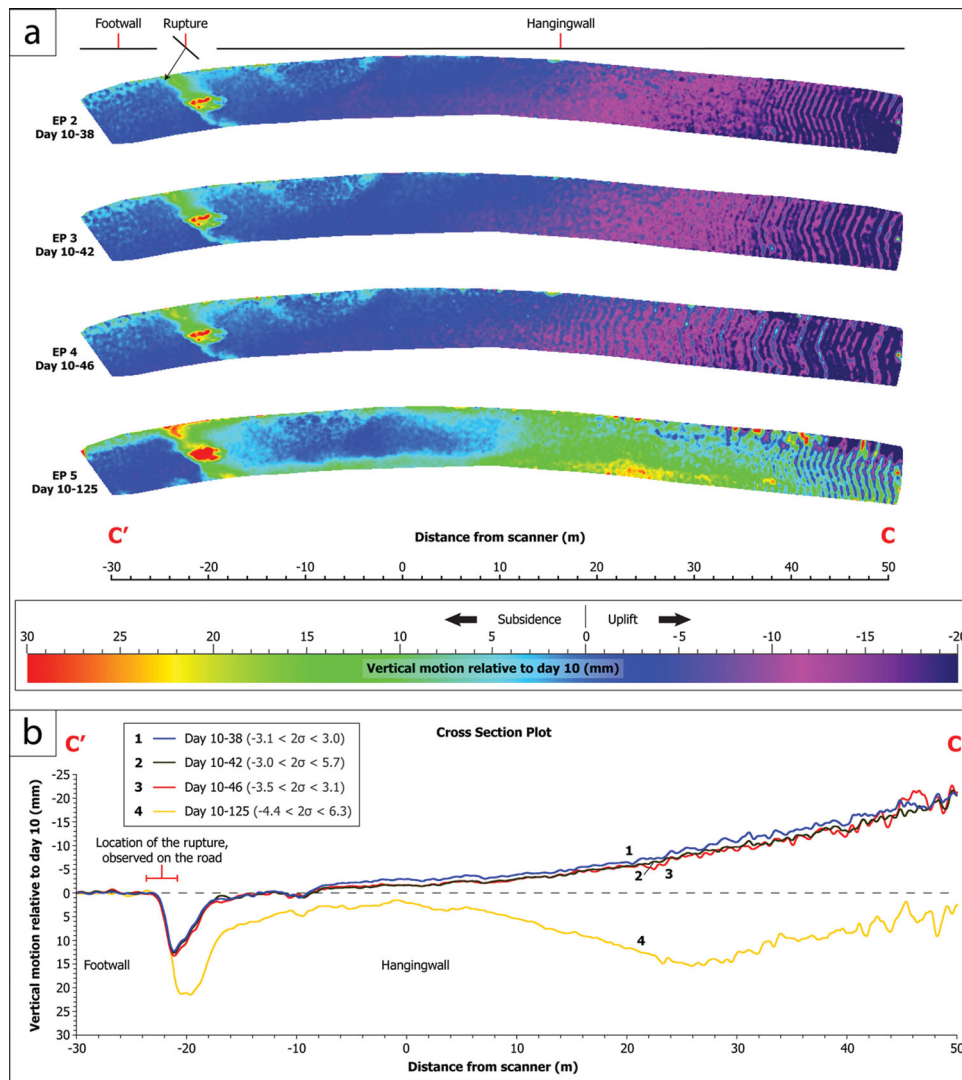 a
Footwall Rupture Hangingwall
EP 2
Day 10-38
EP 3
Day 10-42
EP 4
Day 10-46
EP 5
Day 10-125
C′ C
Distance from scanner (m)
-30 -20 -10 0 10 20 30 40 50
Subsidence Uplift
30 25 20 15 10 5 0 -5 -10 -15 -20
Vertical motion relative to day 10 (mm)
b
C′ Cross Section Plot C
1 Day 10-38 (-3.1 < 2σ < 3.0)
2 Day 10-42 (-3.0 < 2σ < 5.7)
3 Day 10-46 (-3.5 < 2σ < 3.1)
4 Day 10-125 (-4.4 < 2σ < 6.3)
Vertical motion relative to day 10 (mm)
-25
-20
-15
-10
-5
0
5
10
15
20
25
30
Location of the rupture,
observed on the road
1
2 3
4
Footwall Hangingwall
-30 -20 -10 0 10 20 30 40 50
Distance from scanner (m)